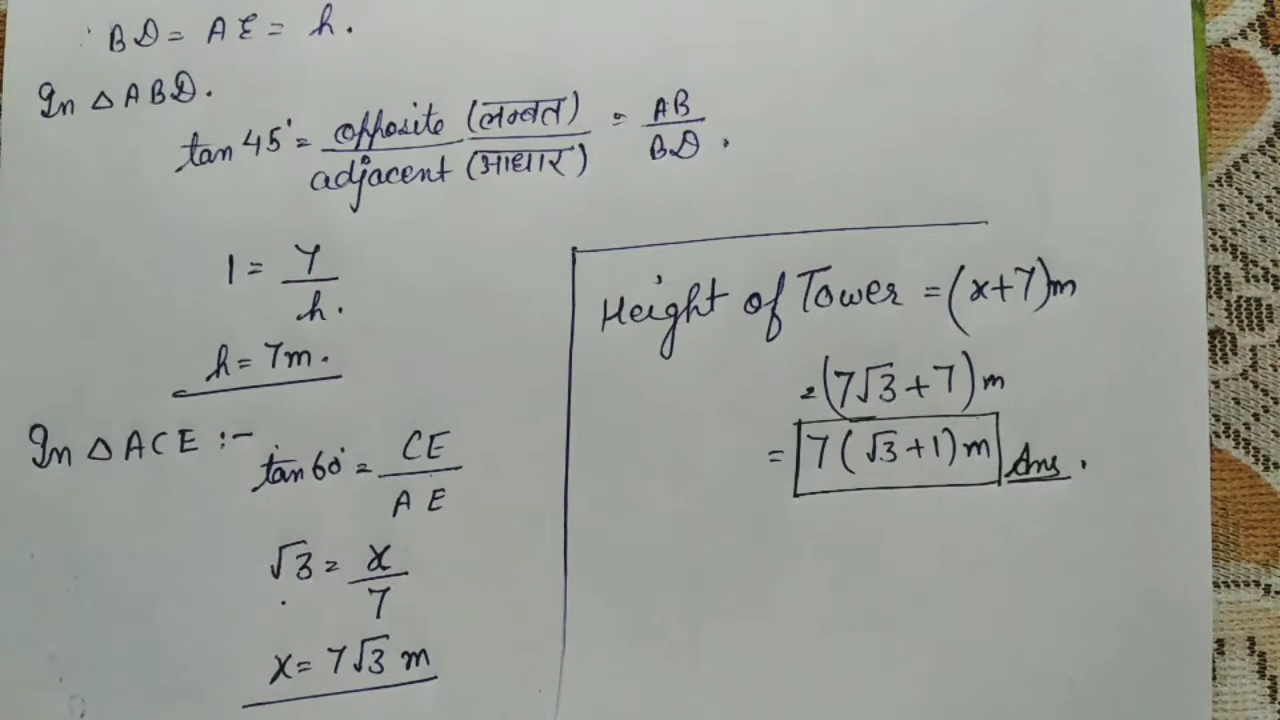 ∵ BD = AE = h.
In △ABD.
tan 45° = opposite (लम्बत) / adjacent (आधार) = AB / BD.
1 = 7 / h.
h = 7m.
In △ACE :-
tan 60° = CE / AE
√3 = x / 7
x = 7√3 m
Height of Tower = (x+7)m
= (7√3+7)m
= 7(√3+1)m Ans.